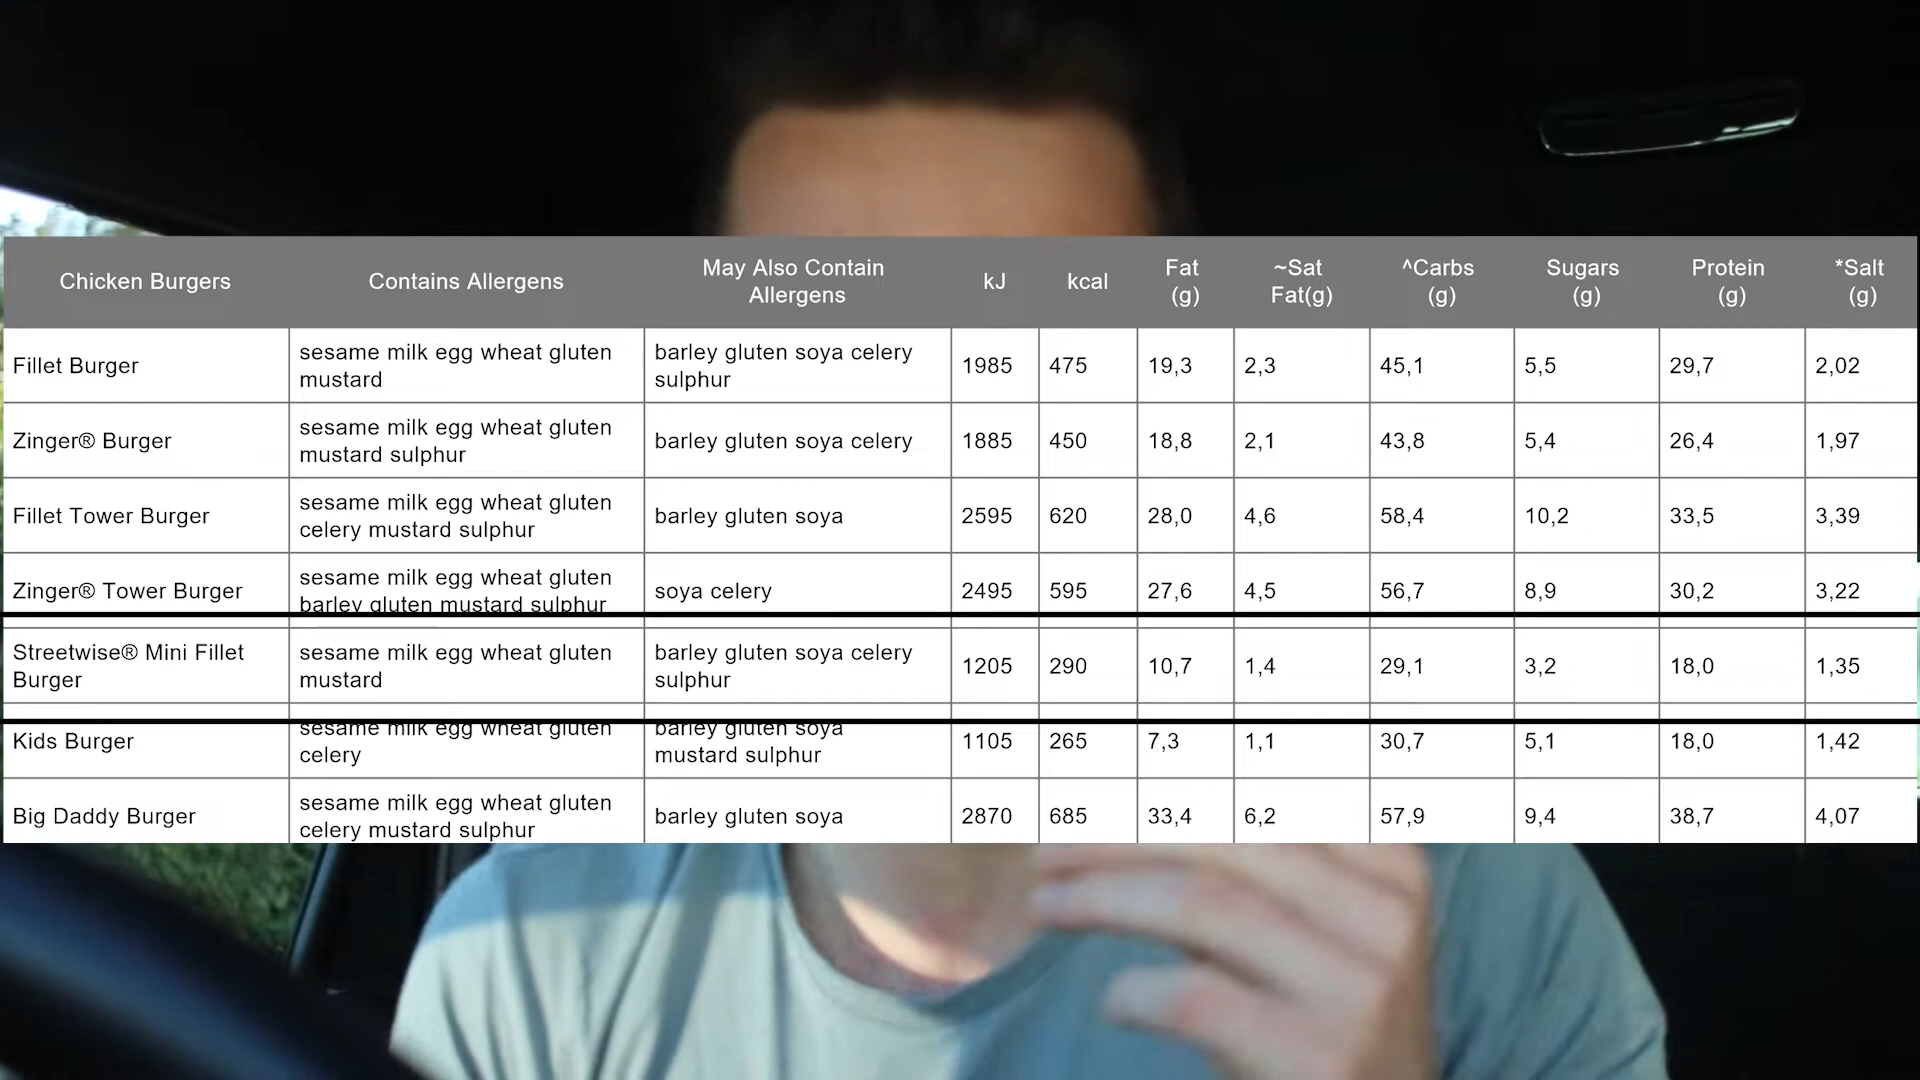 Chicken Burgers Contains Allergens May Also Contain Allergens kJ kcal Fat (g) ~Sat Fat(g) ^Carbs (g) Sugars (g) Protein (g) *Salt (g)
Fillet Burger sesame milk egg wheat gluten mustard barley gluten soya celery sulphur 1985 475 19,3 2,3 45,1 5,5 29,7 2,02
Zinger® Burger sesame milk egg wheat gluten mustard sulphur barley gluten soya celery 1885 450 18,8 2,1 43,8 5,4 26,4 1,97
Fillet Tower Burger sesame milk egg wheat gluten celery mustard sulphur barley gluten soya 2595 620 28,0 4,6 58,4 10,2 33,5 3,39
Zinger® Tower Burger sesame milk egg wheat gluten barley gluten mustard sulphur soya celery 2495 595 27,6 4,5 56,7 8,9 30,2 3,22
Streetwise® Mini Fillet Burger sesame milk egg wheat gluten mustard barley gluten soya celery sulphur 1205 290 10,7 1,4 29,1 3,2 18,0 1,35
Kids Burger sesame milk egg wheat gluten celery barley gluten soya mustard sulphur 1105 265 7,3 1,1 30,7 5,1 18,0 1,42
Big Daddy Burger sesame milk egg wheat gluten celery mustard sulphur barley gluten soya 2870 685 33,4 6,2 57,9 9,4 38,7 4,07